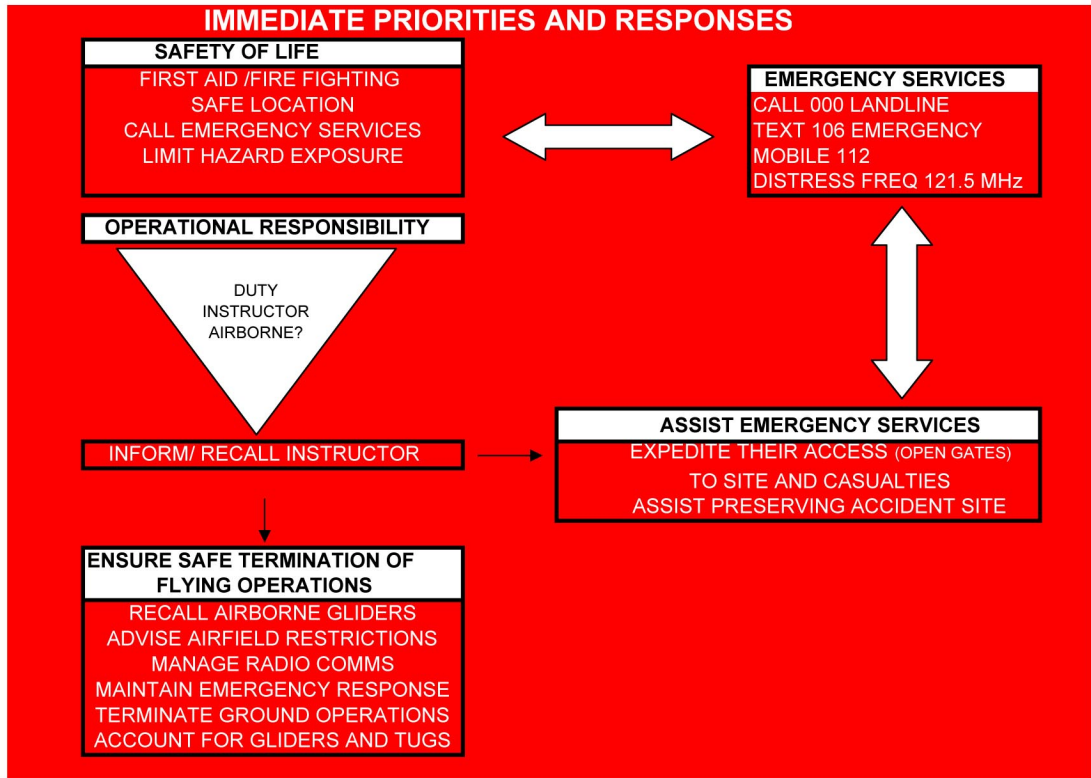 IMMEDIATE PRIORITIES AND RESPONSES
SAFETY OF LIFE
FIRST AID /FIRE FIGHTING
SAFE LOCATION
CALL EMERGENCY SERVICES
LIMIT HAZARD EXPOSURE
EMERGENCY SERVICES
CALL 000 LANDLINE
TEXT 106 EMERGENCY
MOBILE 112
DISTRESS FREQ 121.5 MHz
OPERATIONAL RESPONSIBILITY
DUTY
INSTRUCTOR
AIRBORNE?
INFORM/ RECALL INSTRUCTOR
ASSIST EMERGENCY SERVICES
EXPEDITE THEIR ACCESS (OPEN GATES)
TO SITE AND CASUALTIES
ASSIST PRESERVING ACCIDENT SITE
ENSURE SAFE TERMINATION OF
FLYING OPERATIONS
RECALL AIRBORNE GLIDERS
ADVISE AIRFIELD RESTRICTIONS
MANAGE RADIO COMMS
MAINTAIN EMERGENCY RESPONSE
TERMINATE GROUND OPERATIONS
ACCOUNT FOR GLIDERS AND TUGS